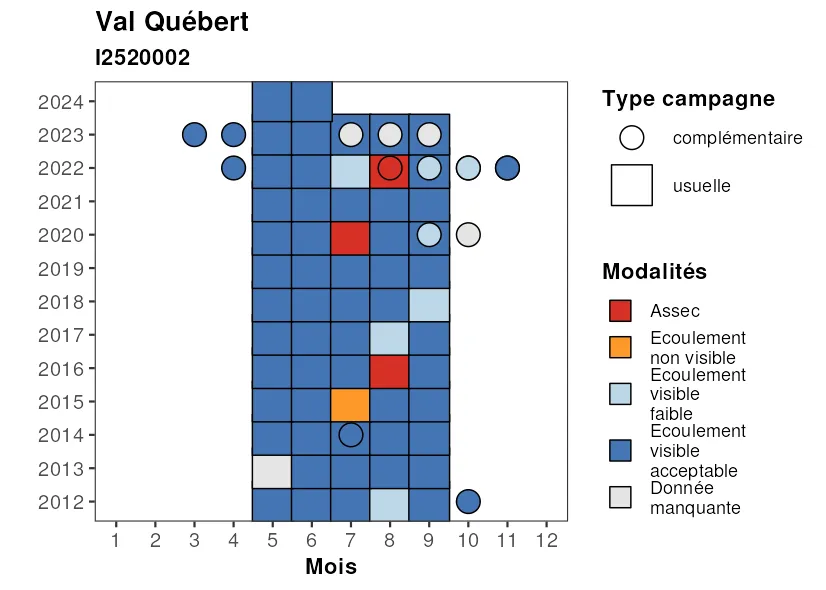 Val Québert
I2520002
2024
2023
2022
2021
2020
2019
2018
2017
2016
2015
2014
2013
2012
1 2 3 4 5 6 7 8 9 10 11 12
Mois
Type campagne
complémentaire
usuelle
Modalités
Assec
Ecoulement
non visible
Ecoulement
visible
faible
Ecoulement
visible
acceptable
Donnée
manquante